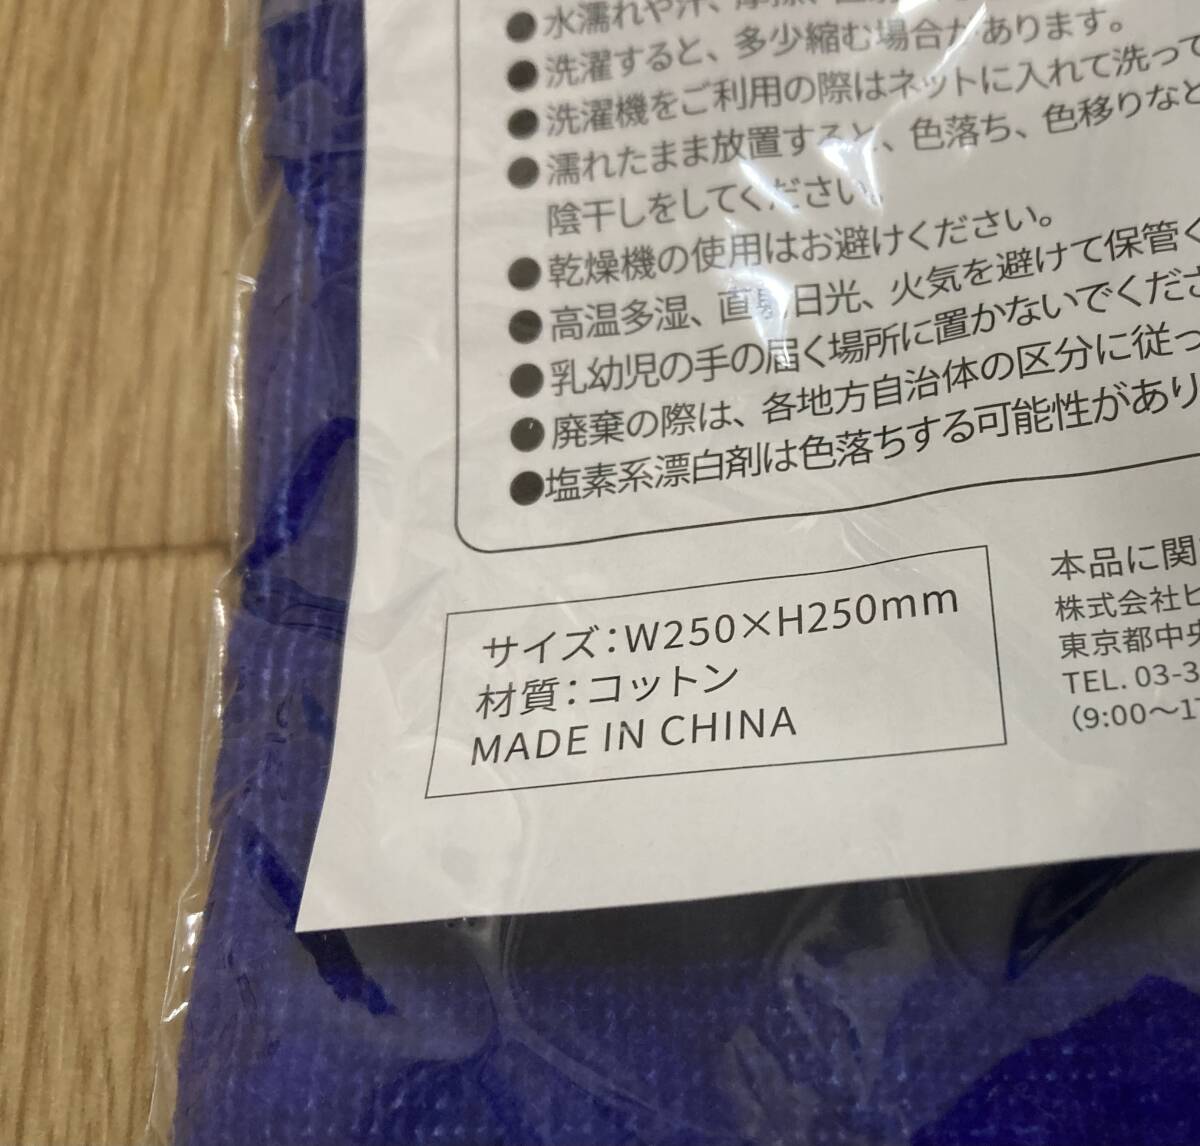 ●水濡れや汗、摩擦、
●洗濯すると、多少縮む場合があります。
●洗濯機をご利用の際はネットに入れて洗って
●濡れたまま放置すると、色落ち、色移りなど
陰干しをしてください。
●乾燥機の使用はお避けください。
●高温多湿、直射日光、火気を避けて保管く
●乳幼児の手の届く場所に置かないでくださ
●廃棄の際は、各地方自治体の区分に従っ
●塩素系漂白剤は色落ちする可能性があり
サイズ：W250×H250mm
材質：コットン
MADE IN CHINA
本品に関
株式会社ヒ
東京都中央
TEL. 03-3
（9:00〜17